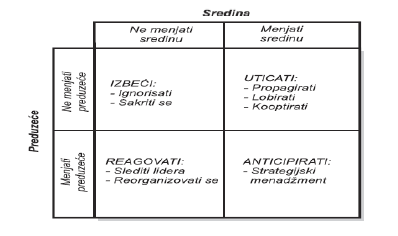 Sredina
Ne menjati
sredinu
Menjati
sredinu
Preduzeće
Ne menjati
preduzeće
IZBEĆI:
- Ignorisati
- Sakriti se
UTICATI:
- Propagirati
- Lobirati
- Kooptirati
Menjati
preduzeće
REAGOVATI:
- Slediti lidera
- Reorganizovati se
ANTICIPIRATI:
- Strategijski
menadžment